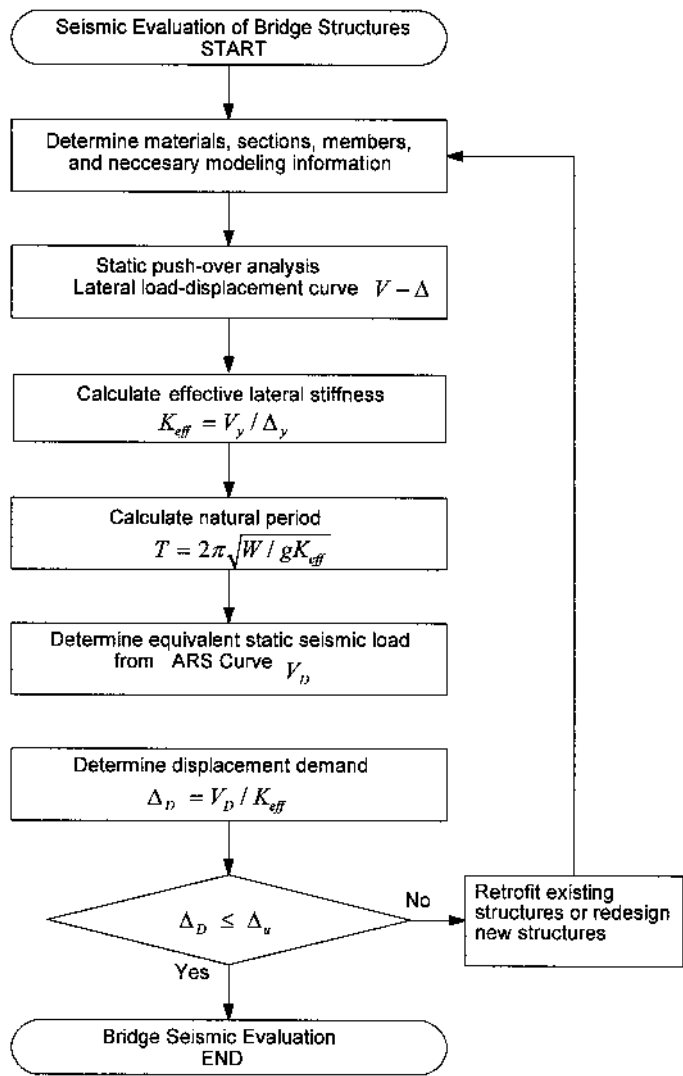 Seismic Evaluation of Bridge Structures
START
Determine materials, sections, members,
and neccesary modeling information
Static push-over analysis
Lateral load-displacement curve V − Δ
Calculate effective lateral stiffness
K_eff = V_y / Δ_y
Calculate natural period
T = 2π√(W / gK_eff)
Determine equivalent static seismic load
from ARS Curve V_D
Determine displacement demand
Δ_D = V_D / K_eff
Δ_D ≤ Δ_u
No
Retrofit existing
structures or redesign
new structures
Yes
Bridge Seismic Evaluation
END